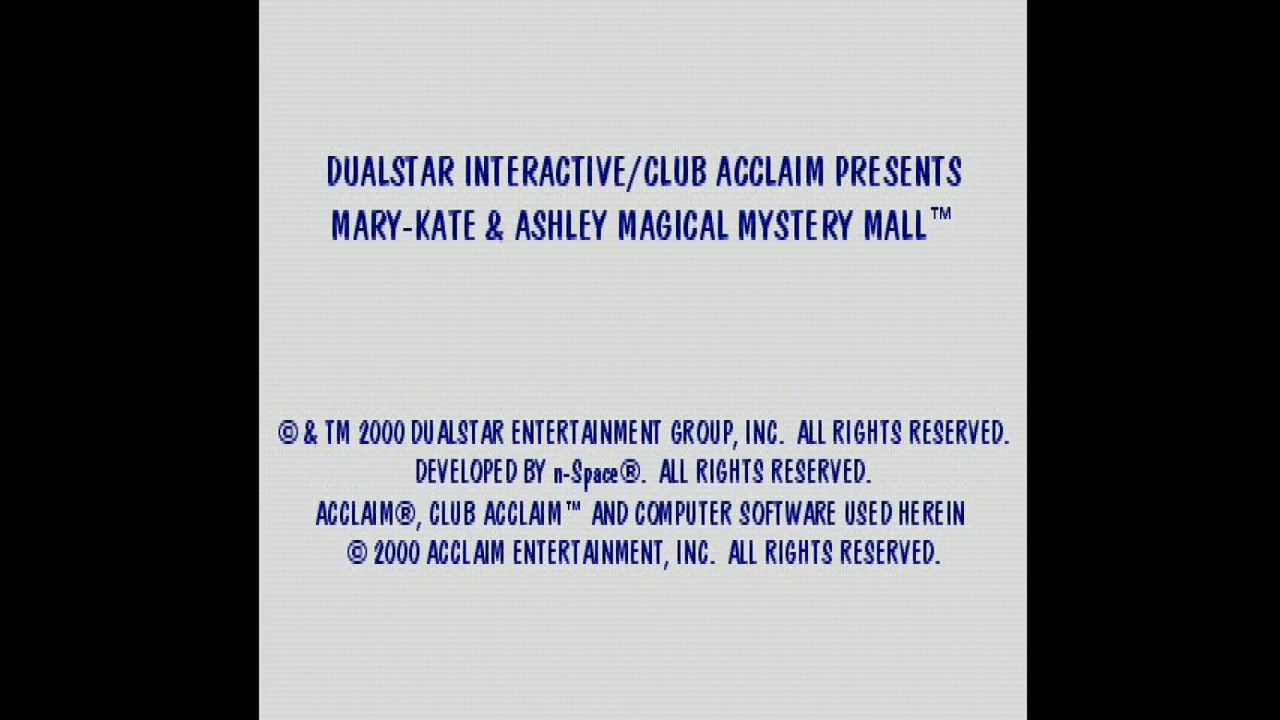 DUALSTAR INTERACTIVE/CLUB ACCLAIM PRESENTS
MARY-KATE & ASHLEY MAGICAL MYSTERY MALL™
© & TM 2000 DUALSTAR ENTERTAINMENT GROUP, INC. ALL RIGHTS RESERVED.
DEVELOPED BY n-Space®. ALL RIGHTS RESERVED.
ACCLAIM®, CLUB ACCLAIM™ AND COMPUTER SOFTWARE USED HEREIN
© 2000 ACCLAIM ENTERTAINMENT, INC. ALL RIGHTS RESERVED.